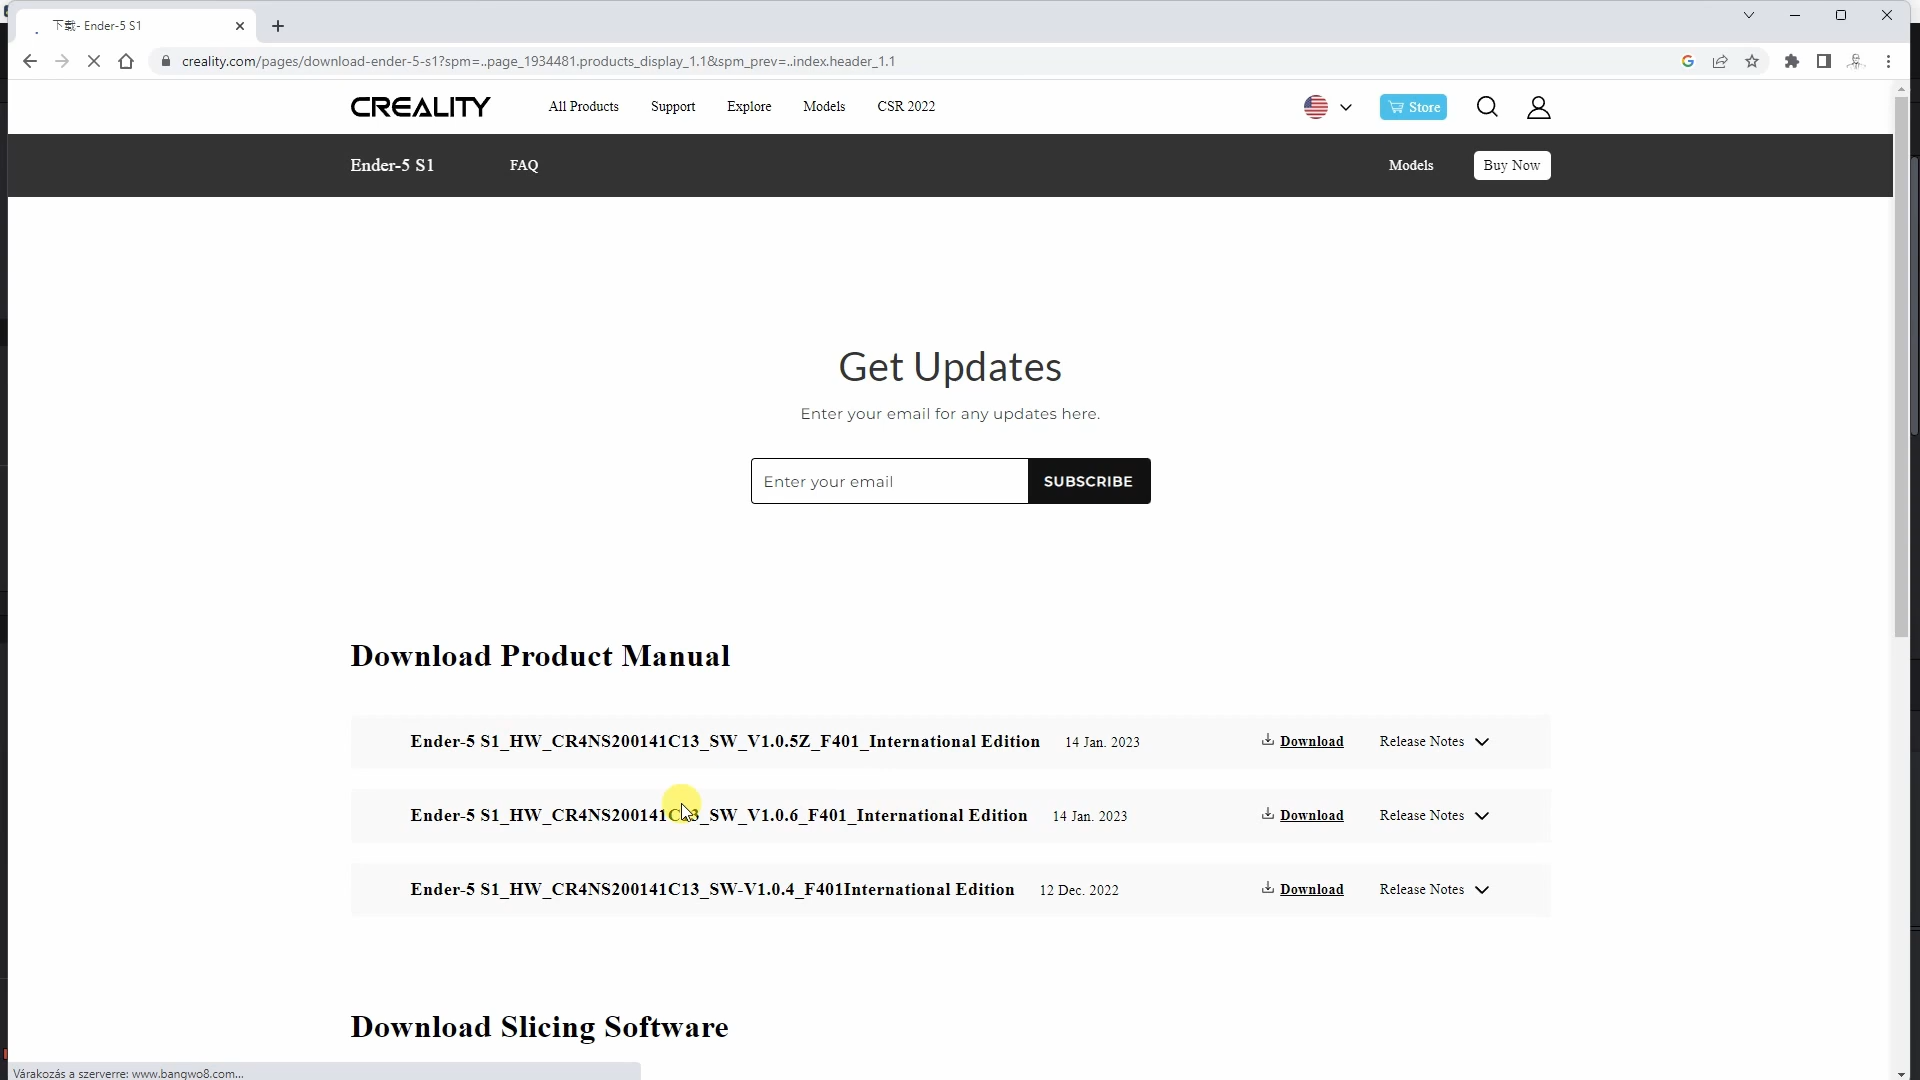 下载- Ender-5 S1
creality.com/pages/download-ender-5-s1?spm=..page_1934481.products_display_1.1&spm_prev=..index.header_1.1
CREALITY
All Products
Support
Explore
Models
CSR 2022
Store
Ender-5 S1
FAQ
Models
Buy Now
Get Updates
Enter your email for any updates here.
Enter your email
SUBSCRIBE
Download Product Manual
Ender-5 S1_HW_CR4NS200141C13_SW_V1.0.5Z_F401_International Edition
14 Jan. 2023
Download
Release Notes
Ender-5 S1_HW_CR4NS200141C13_SW_V1.0.6_F401_International Edition
14 Jan. 2023
Download
Release Notes
Ender-5 S1_HW_CR4NS200141C13_SW-V1.0.4_F401International Edition
12 Dec. 2022
Download
Release Notes
Download Slicing Software
Várakozás a szerverre: www.bangwo8.com...